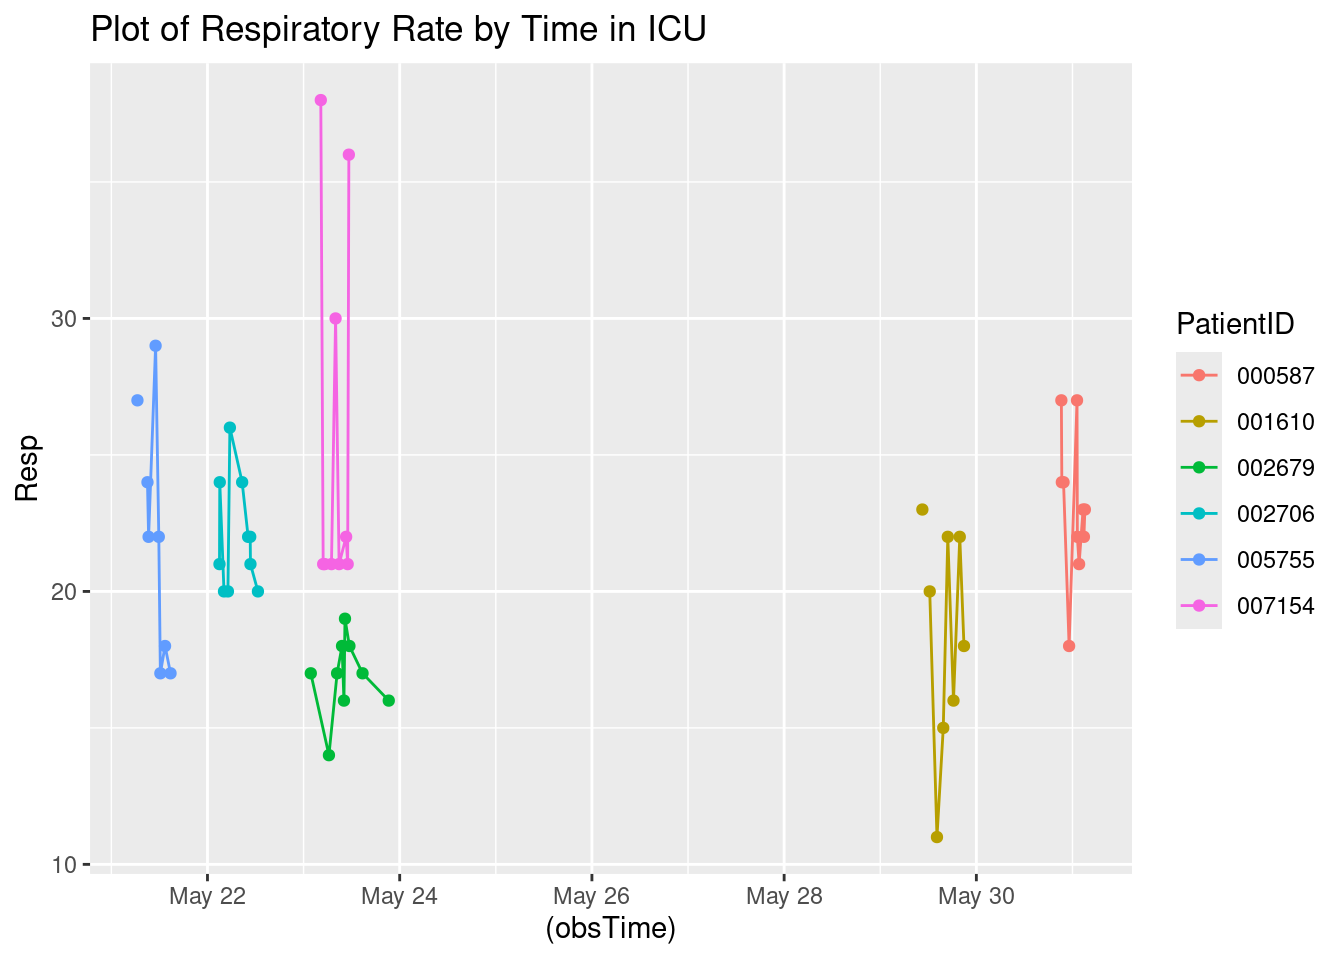 Plot of Respiratory Rate by Time in ICU
Resp
30
20
10
May 22
May 24
May 26
May 28
May 30
(obsTime)
PatientID
000587
001610
002679
002706
005755
007154